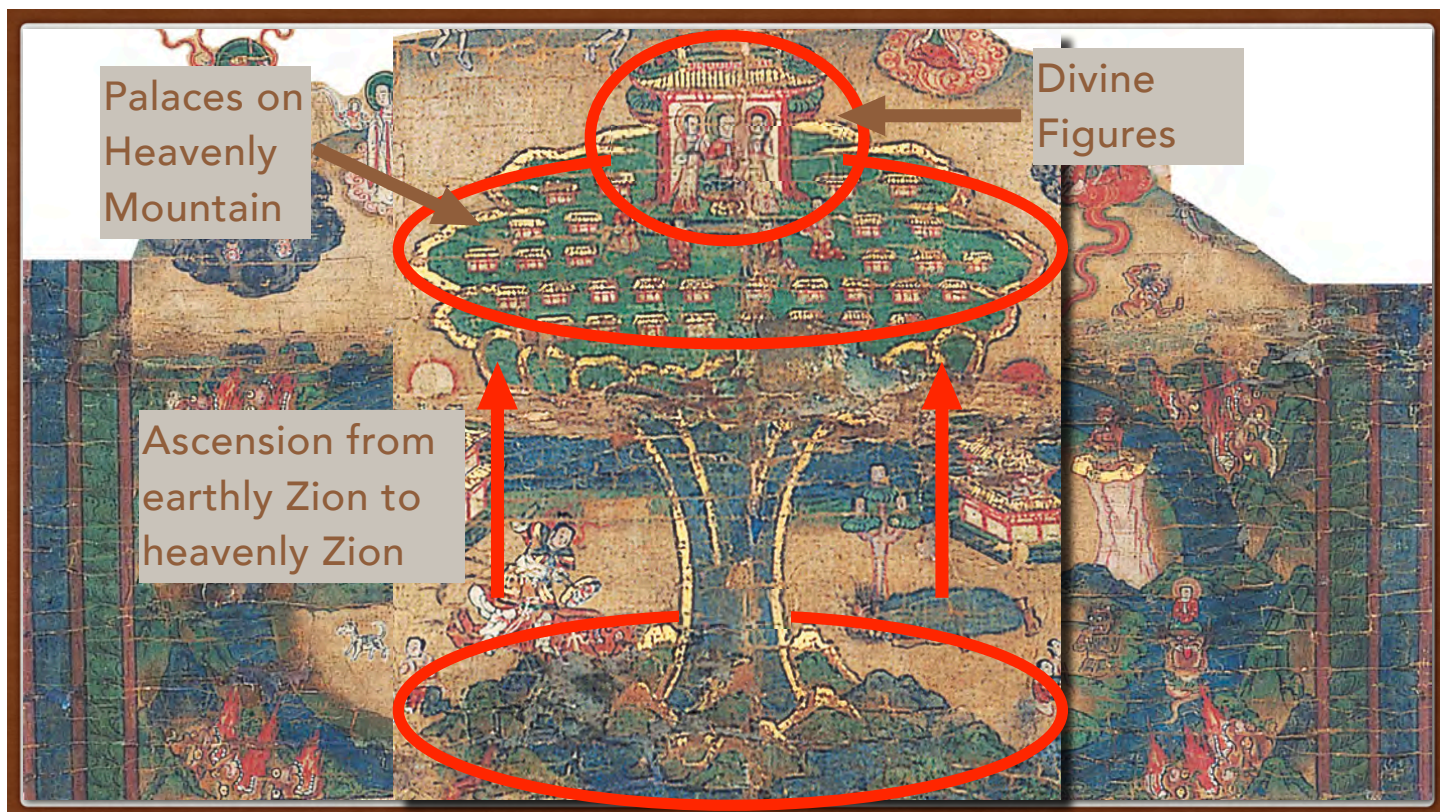 Palaces on
Heavenly
Mountain
Divine
Figures
Ascension from
earthly Zion to
heavenly Zion